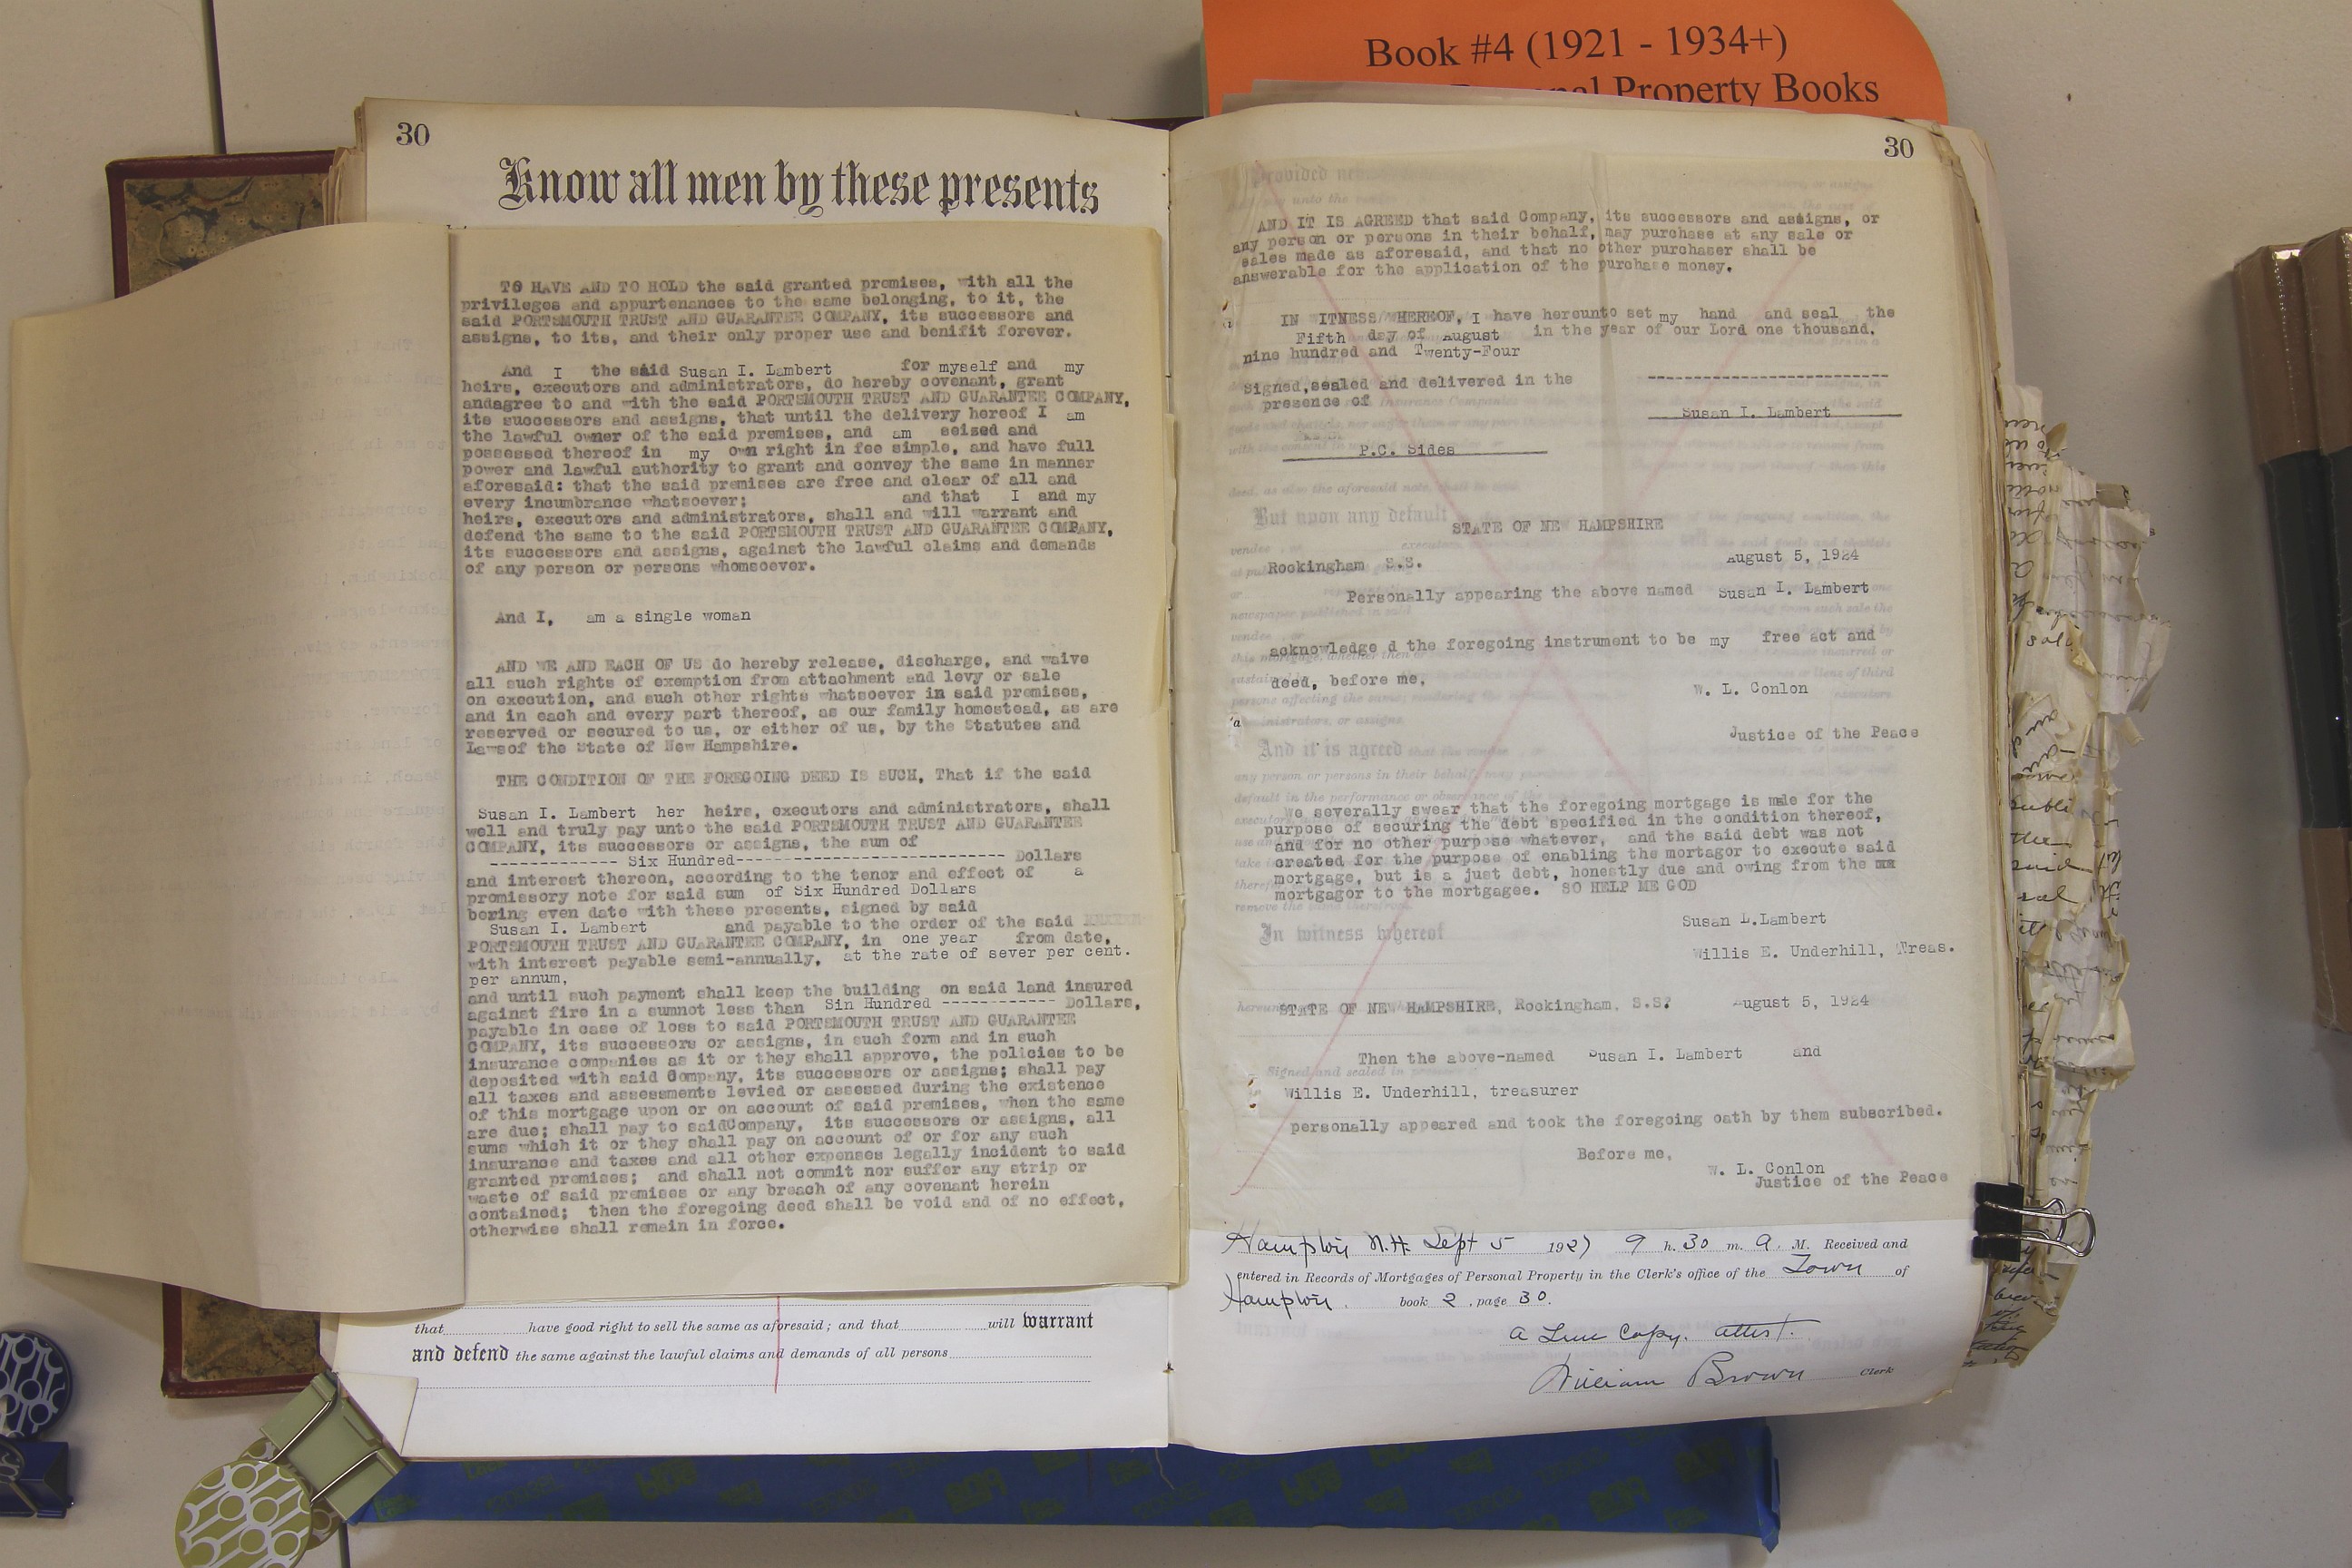 Book #4 (1921 - 1934+)
Property Books
30
Know all men by these presents
TO HAVE AND TO HOLD the said granted premises, with all the
privileges and appurtenances to the same belonging, to it, the
said PORTSMOUTH TRUST AND GUARANTEE COMPANY, its successors and
assigns, to its, and their only proper use and benifit forever.
And I the said Susan I. Lambert for myself and my
heirs, executors and administrators, do hereby covenant, grant
andagree to and with the said PORTSMOUTH TRUST AND GUARANTEE COMPANY,
its successors and assigns, that until the delivery hereof I am
the lawful owner of the said premises, and am seized and
possessed thereof in my own right in fee simple, and have full
power and lawful authority to grant and convey the same in manner
aforesaid: that the said premises are free and clear of all and
every incumbrance whatsoever; and that I and my
heirs, executors and administrators, shall and will warrant and
defend the same to the said PORTSMOUTH TRUST AND GUARANTEE COMPANY,
its successors and assigns, against the lawful claims and demands
of any person or persons whomsoever.
And I, am a single woman
AND WE AND EACH OF US do hereby release, discharge, and waive
all such rights of exemption from attachment and levy or sale
on execution, and such other rights whatsoever in said premises,
and in each and every part thereof, as our family homestead, as are
reserved or secured to us, or either of us, by the Statutes and
Lawsof the State of New Hampshire.
THE CONDITION OF THE FOREGOING DEED IS SUCH, That if the said
Susan I. Lambert her heirs, executors and administrators, shall
well and truly pay unto the said PORTSMOUTH TRUST AND GUARANTEE
COMPANY, its successors or assigns, the sum of
------------- Six Hundred--------------------------- Dollars
and interest thereon, according to the tenor and effect of a
promissory note for said sum of Six Hundred Dollars
bering even date with these presents, signed by said
Susan I. Lambert and payable to the order of the said
PORTSMOUTH TRUST AND GUARANTEE COMPANY, in one year from date,
with interest payable semi-annually, at the rate of sever per cent.
per annum,
and until such payment shall keep the building on said land insured
against fire in a sumnot less than Sin Hundred ------------ Dollars,
payable in case of loss to said PORTSMOUTH TRUST AND GUARANTEE
COMPANY, its successors or assigns, in such form and in such
insurance companies as it or they shall approve, the policies to be
deposited with said Company, its successors or assigns; shall pay
all taxes and assessments levied or assessed during the existence
of this mortgage upon or on account of said premises, when the same
are due; shall pay to saidCompany, its successors or assigns, all
sums which it or they shall pay on account of or for any such
insurance and taxes and all other expenses legally incident to said
granted premises; and shall not commit nor suffer any strip or
waste of said premises or any breach of any covenant herein
contained; then the foregoing deed shall be void and of no effect,
otherwise shall remain in force.
that have good right to sell the same as aforesaid; and that will warrant
and defend the same against the lawful claims and demands of all persons
30
AND IT IS AGREED that said Company, its successors and assigns, or
any person or persons in their behalf, may purchase at any sale or
sales made as aforesaid, and that no other purchaser shall be
answerable for the application of the purchase money.
IN WITNESS WHEREOF, I have hereunto set my hand and seal the
Fifth day of August in the year of our Lord one thousand,
nine hundred and Twenty-Four
Signed,sealed and delivered in the
presence of
Susan I. Lambert
P.C. Sides
STATE OF NE HAMPSHIRE
Rockingham S.S. August 5, 1924
Personally appearing the above named Susan I. Lambert
acknowledge d the foregoing instrument to be my free act and
deed, before me,
W. L. Conlon
Justice of the Peace
We severally swear that the foregoing mortgage is made for the
purpose of securing the debt specified in the condition thereof,
and for no other purpose whatever, and the said debt was not
created for the purpose of enabling the mortagor to execute said
mortgage, but is a just debt, honestly due and owing from the
mortgagor to the mortgagee. SO HELP ME GOD
Susan L.Lambert
Willis E. Underhill, Treas.
STATE OF NEW HAMPSHIRE, Rockingham, S.S? August 5, 1924
Then the above-named Susan I. Lambert and
Willis E. Underhill, treasurer
personally appeared and took the foregoing oath by them subscribed.
Before me,
W. L. Conlon
Justice of the Peace
Hampton N.H. Sept 5 1927 9 h. 30 m. a. M. Received and
entered in Records of Mortgages of Personal Property in the Clerk's office of the Town of
Hampton. book 2, page 30.
a True Copy. attest.
William Brown Clerk